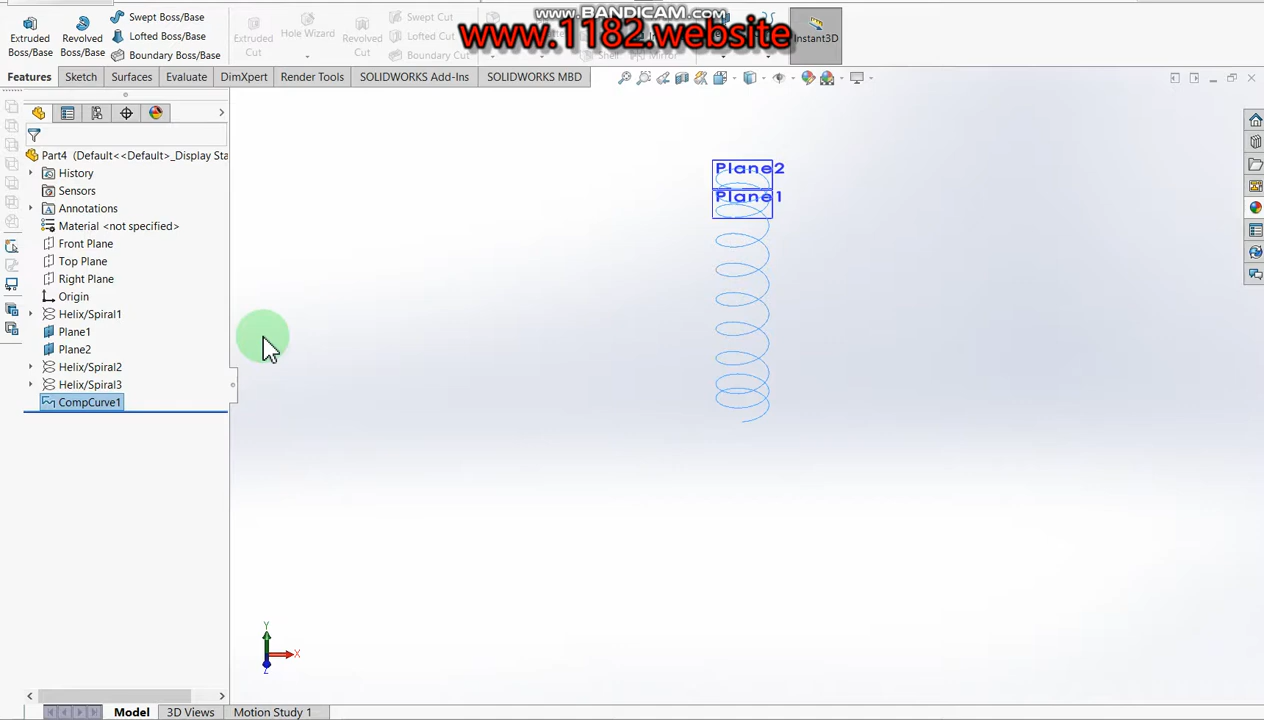 www.BANDICAM.com
www.1182.website
Extruded Boss/Base
Revolved Boss/Base
Swept Boss/Base
Lofted Boss/Base
Boundary Boss/Base
Extruded Cut
Hole Wizard
Revolved Cut
Swept Cut
Lofted Cut
Boundary Cut
Shell
Mirror
Instant3D
Features Sketch Surfaces Evaluate DimXpert Render Tools SOLIDWORKS Add-Ins SOLIDWORKS MBD
Part4 (Default<<Default>_Display Sta
History
Sensors
Annotations
Material <not specified>
Front Plane
Top Plane
Right Plane
Origin
Helix/Spiral1
Plane1
Plane2
Helix/Spiral2
Helix/Spiral3
CompCurve1
Plane2
Plane1
Y
X
Z
Model 3D Views Motion Study 1